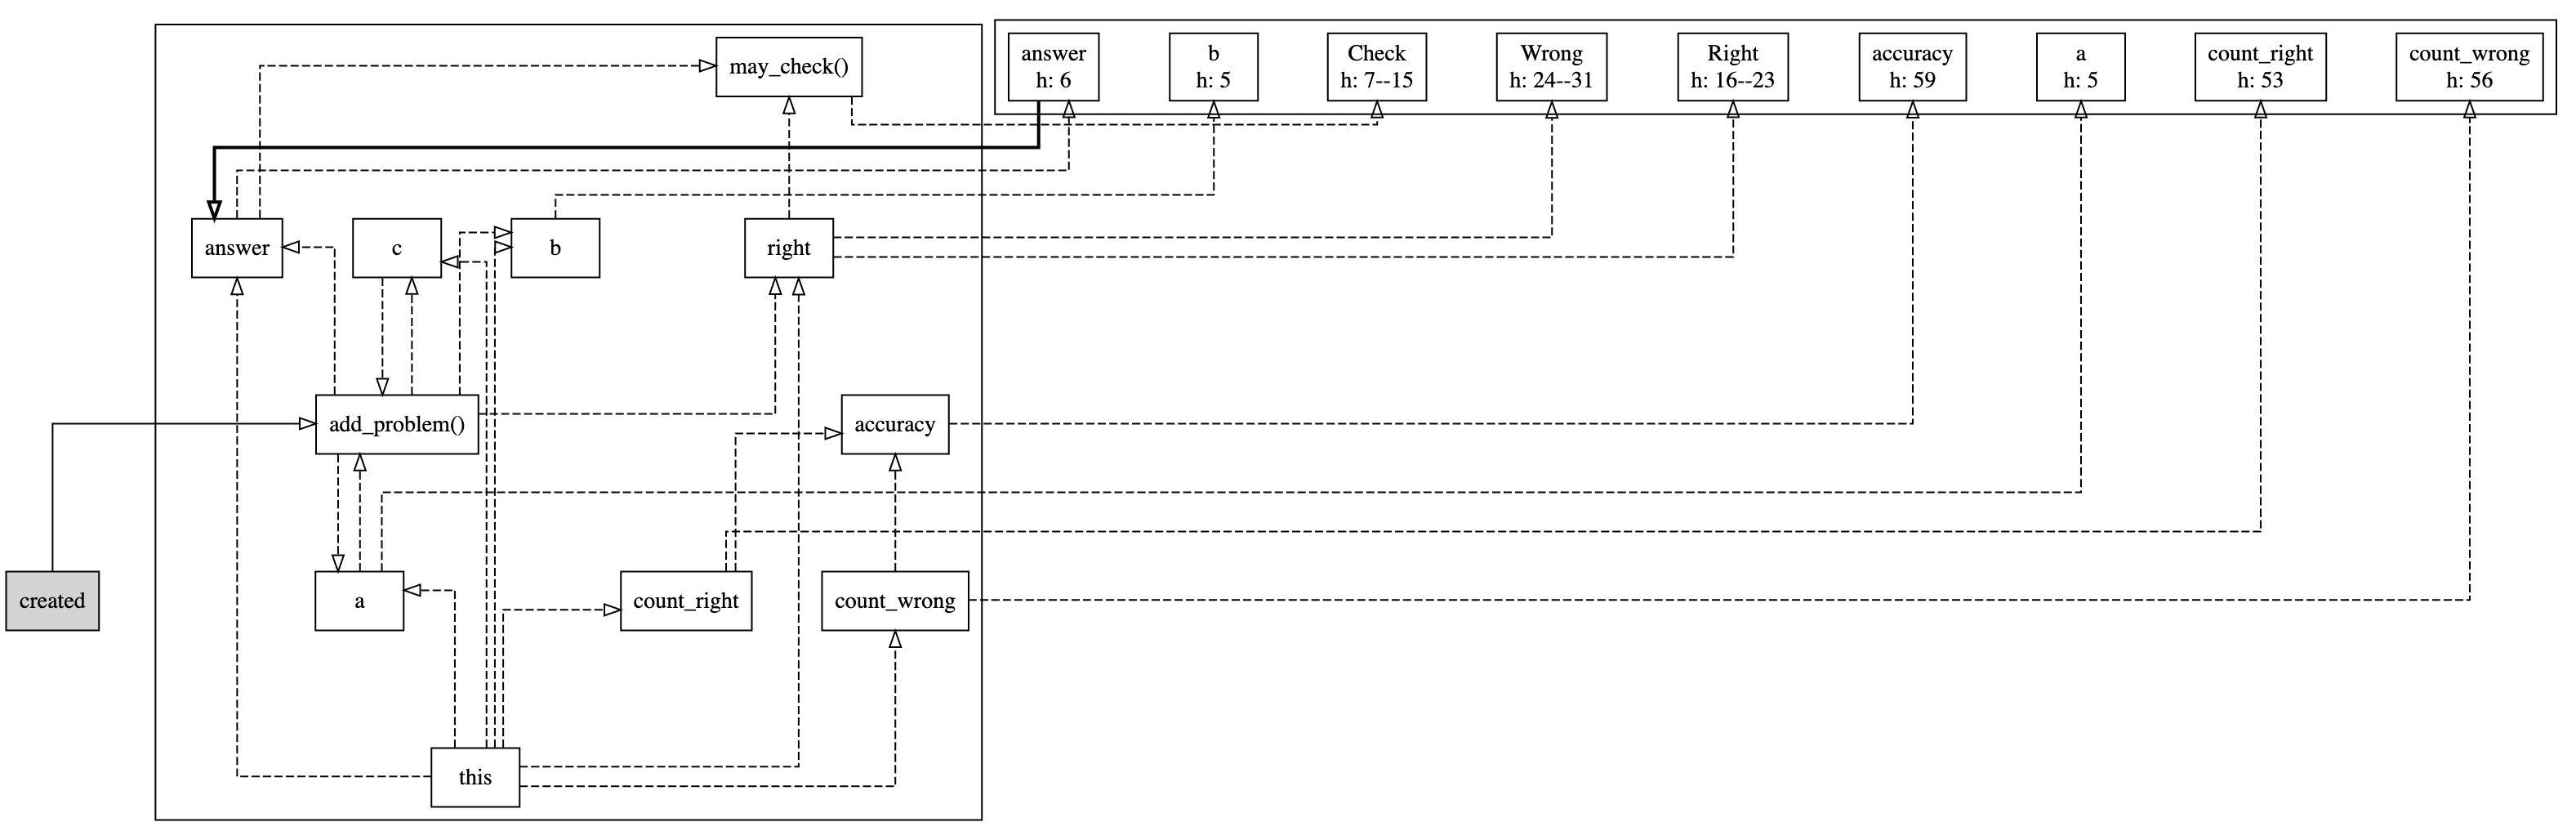 may_check()
answer
h: 6
b
h: 5
Check
h: 7--15
Wrong
h: 24--31
Right
h: 16--23
accuracy
h: 59
a
h: 5
count_right
h: 53
count_wrong
h: 56
answer
c
b
right
add_problem()
accuracy
created
a
count_right
count_wrong
this